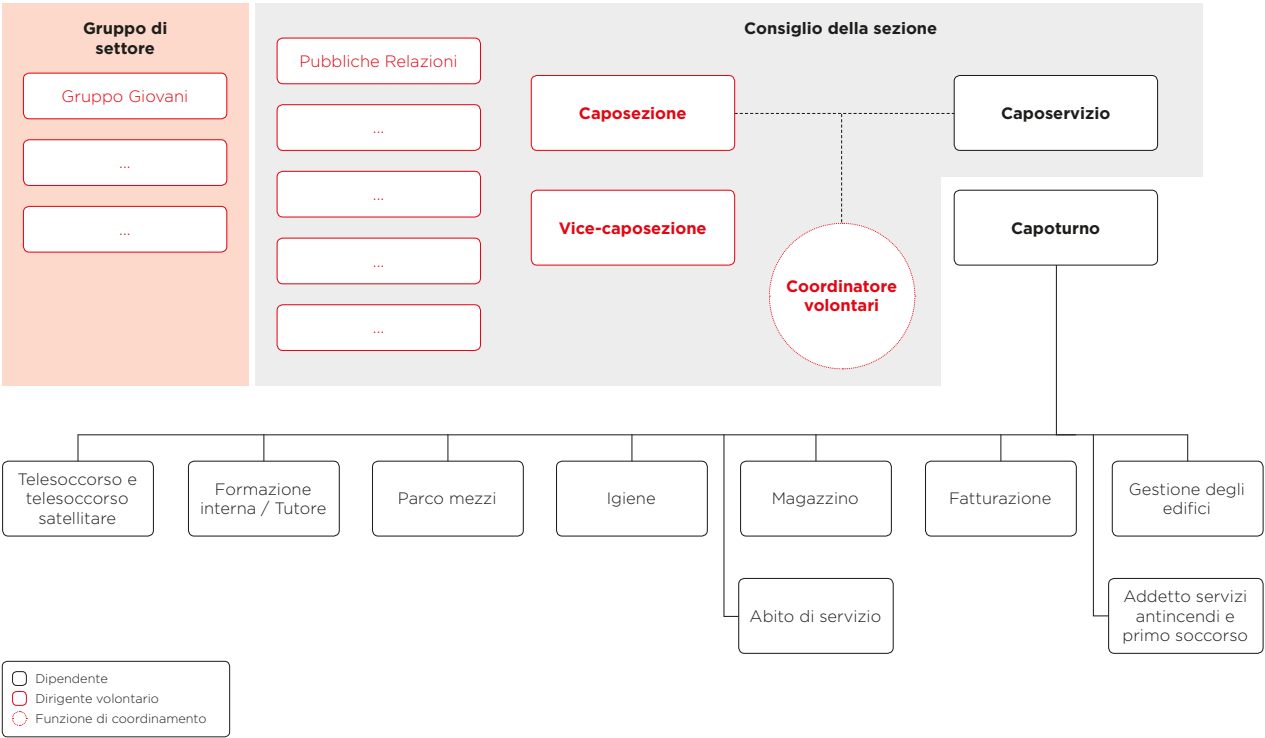 Gruppo di
settore
Gruppo Giovani
...
...
Consiglio della sezione
Pubbliche Relazioni
...
...
...
...
Caposezione
Caposervizio
Vice-caposezione
Capoturno
Coordinatore
volontari
Telesoccorso e
telesoccorso
satellitare
Formazione
interna / Tutore
Parco mezzi
Igiene
Magazzino
Fatturazione
Gestione degli
edifici
Abito di servizio
Addetto servizi
antincendi e
primo soccorso
Dipendente
Dirigente volontario
Funzione di coordinamento